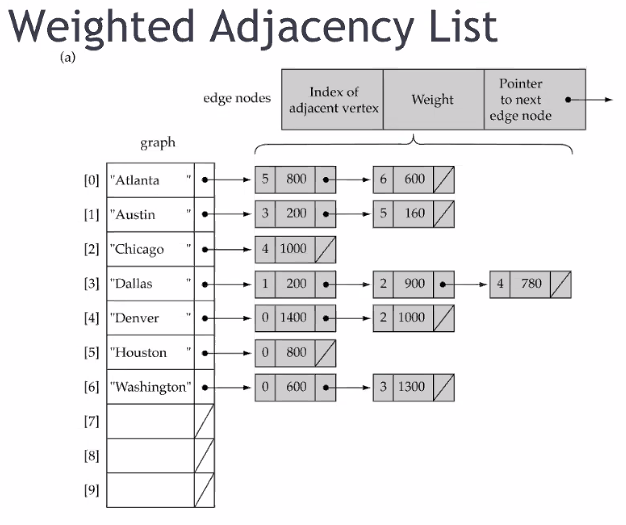 Weighted Adjacency List
(a)
edge nodes
Index of
adjacent vertex
Weight
Pointer
to next
edge node
graph
[0] "Atlanta " 5 800 6 600
[1] "Austin " 3 200 5 160
[2] "Chicago " 4 1000
[3] "Dallas " 1 200 2 900 4 780
[4] "Denver " 0 1400 2 1000
[5] "Houston " 0 800
[6] "Washington" 0 600 3 1300
[7]
[8]
[9]